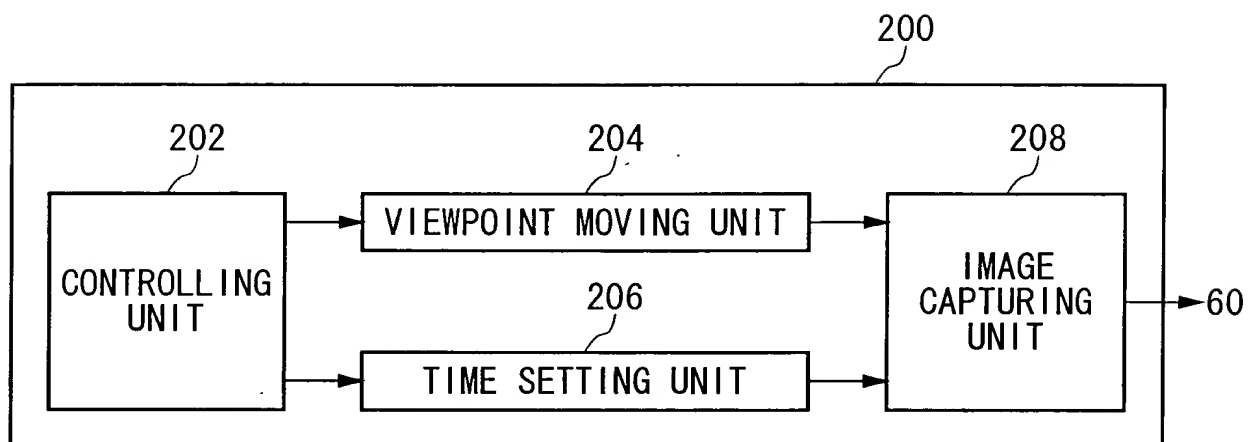 200
202
204
208
CONTROLLING
UNIT
VIEWPOINT MOVING UNIT
IMAGE
CAPTURING
UNIT
60
206
TIME SETTING UNIT